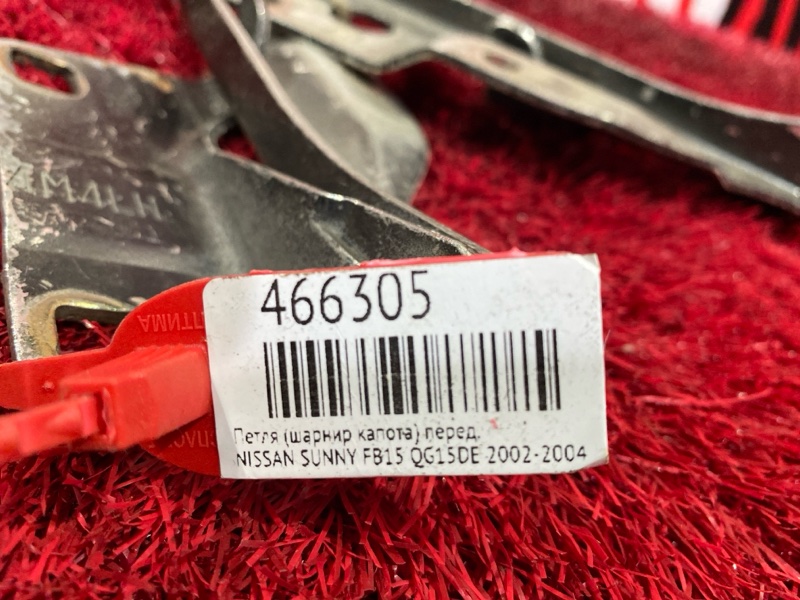 466305
Петля (шарнир капота) перед.
NISSAN SUNNY FB15 QG15DE 2002-2004